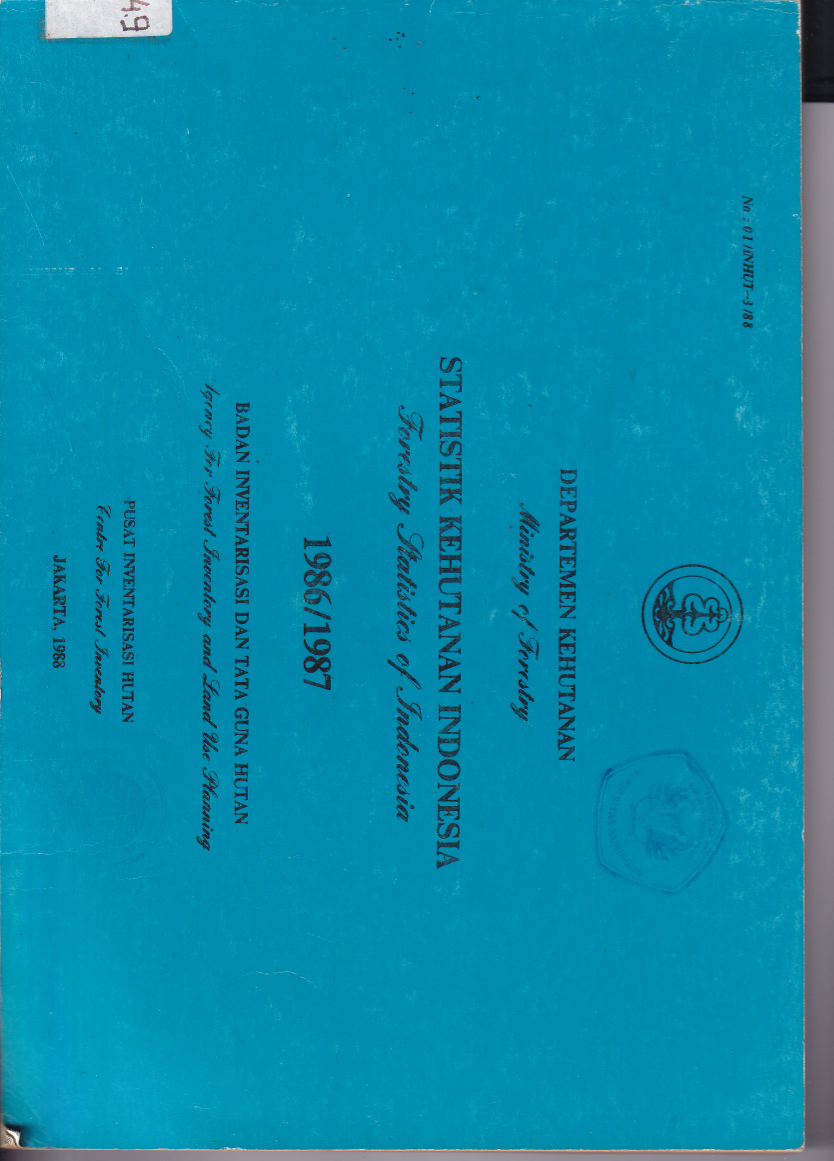 No : 01/INHUT-3/88
DEPARTEMEN KEHUTANAN
Ministry of Forestry
STATISTIK KEHUTANAN INDONESIA
Forestry Statistics of Indonesia
1986/1987
BADAN INVENTARISASI DAN TATA GUNA HUTAN
Agency For Forest Inventory and Land Use Planning
PUSAT INVENTARISASI HUTAN
Centre For Forest Inventory
JAKARTA, 1988
49